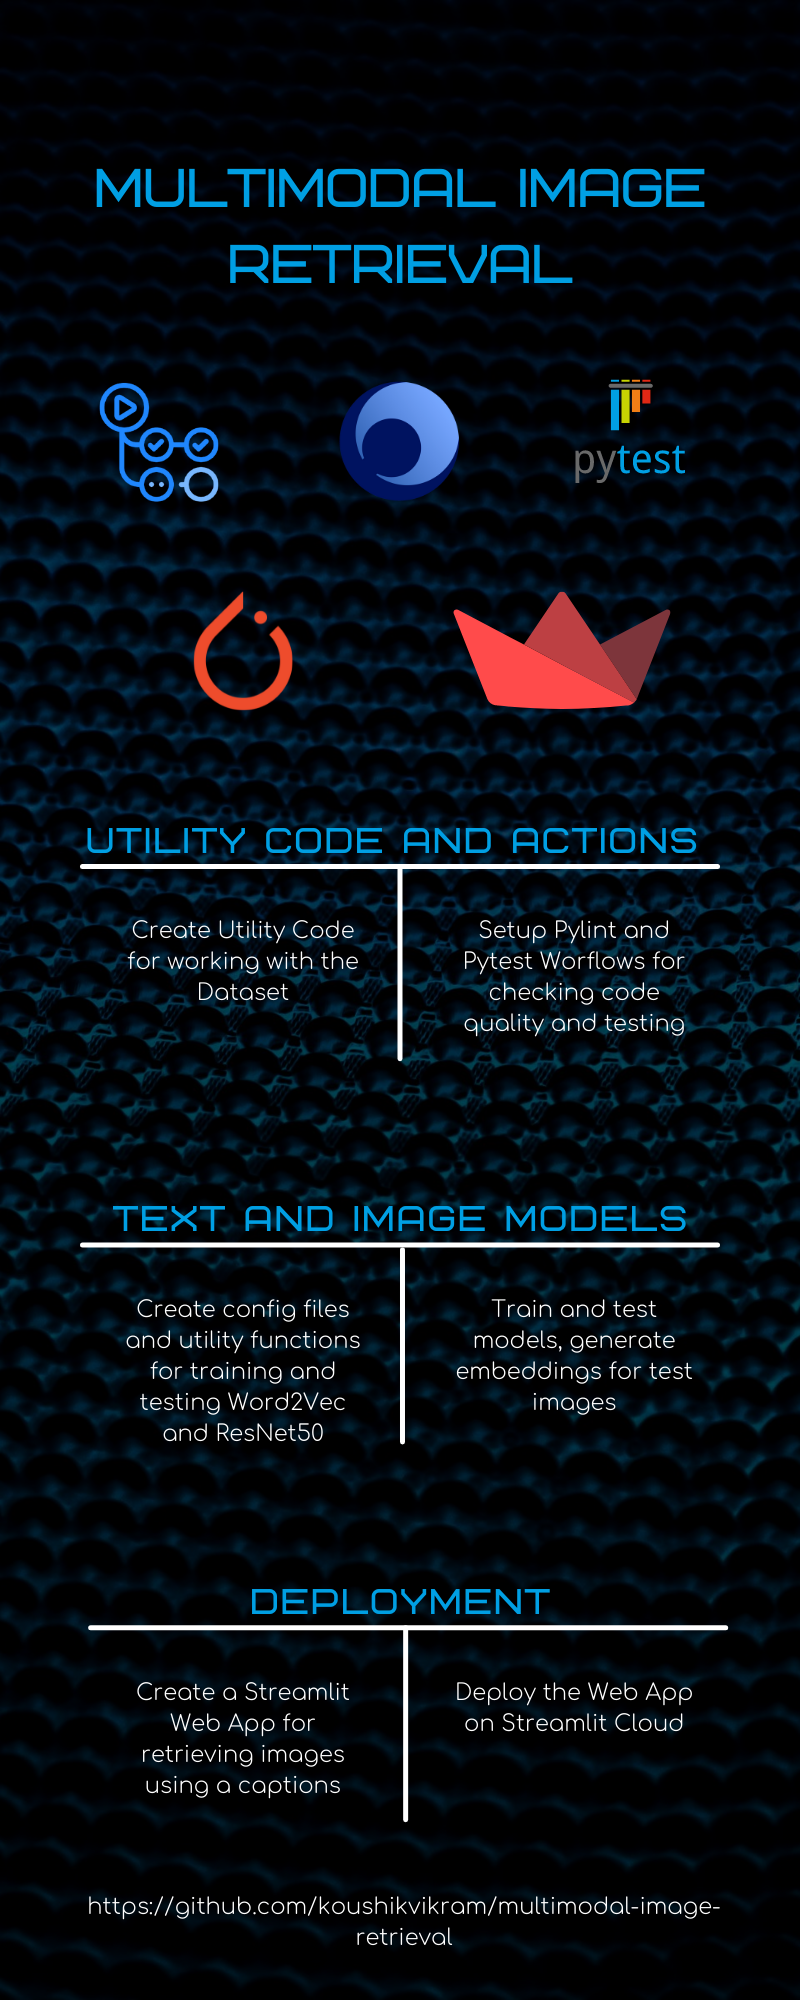 MULTIMODAL IMAGE
RETRIEVAL
pytest
UTILITY CODE AND ACTIONS
Create Utility Code
for working with the
Dataset
Setup Pylint and
Pytest Worflows for
checking code
quality and testing
TEXT AND IMAGE MODELS
Create config files
and utility functions
for training and
testing Word2Vec
and ResNet50
Train and test
models, generate
embeddings for test
images
DEPLOYMENT
Create a Streamlit
Web App for
retrieving images
using a captions
Deploy the Web App
on Streamlit Cloud
https://github.com/koushikvikram/multimodal-image-
retrieval